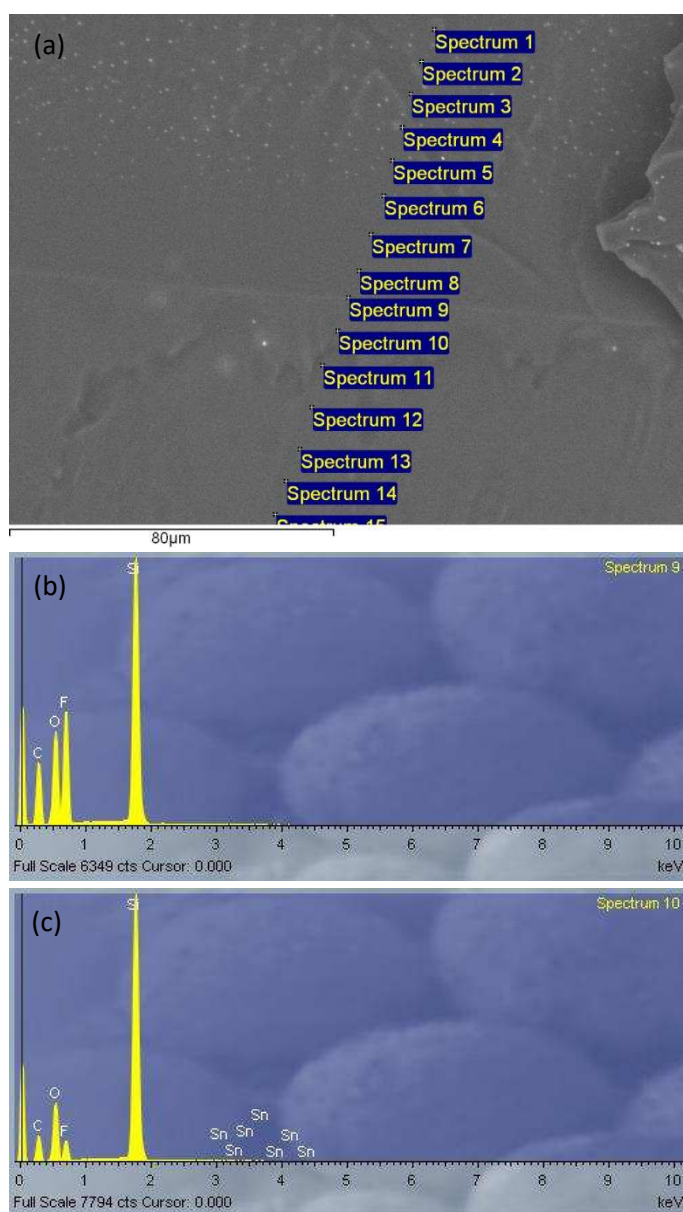 (a)
Spectrum 1
Spectrum 2
Spectrum 3
Spectrum 4
Spectrum 5
Spectrum 6
Spectrum 7
Spectrum 8
Spectrum 9
Spectrum 10
Spectrum 11
Spectrum 12
Spectrum 13
Spectrum 14
Spectrum 15
80µm
(b)
Spectrum 9
Si
F
O
C
0 1 2 3 4 5 6 7 8 9 10
Full Scale 6349 cts Cursor: 0.000 keV
(c)
Spectrum 10
Si
O
C F
Sn
Sn Sn Sn
Sn Sn Sn
0 1 2 3 4 5 6 7 8 9 10
Full Scale 7794 cts Cursor: 0.000 keV